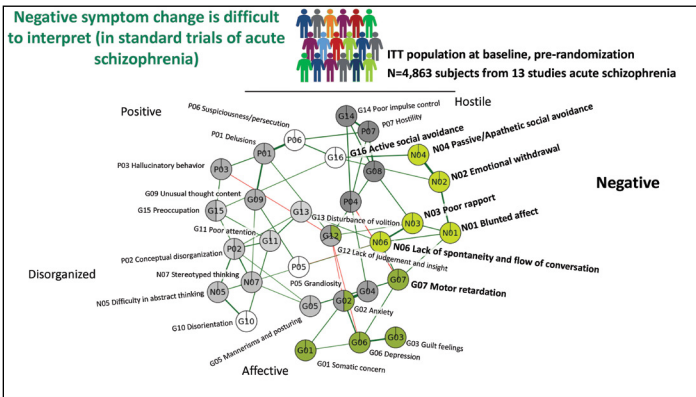 Negative symptom change is difficult
to interpret (in standard trials of acute
schizophrenia)
ITT population at baseline, pre-randomization
N=4,863 subjects from 13 studies acute schizophrenia
Positive
Hostile
P06 Suspiciousness/persecution
G14
G14 Poor impulse control
P07
P07 Hostility
P01 Delusions
P06
P01
G16
G16 Active social avoidance
N04 Passive/Apathetic social avoidance
N04
P03 Hallucinatory behavior
P03
G08
N02
N02 Emotional withdrawal
Negative
G09 Unusual thought content
G09
P04
G15 Preoccupation
G15
G13
G13 Disturbance of volition
N03
N03 Poor rapport
G11 Poor attention
G11
G12
N06
N01
N01 Blunted affect
P02 Conceptual disorganization
P02
G12 Lack of judgement and insight
N06 Lack of spontaneity and flow of conversation
Disorganized
N07 Stereotyped thinking
N07
P05
P05 Grandiosity
G07
G07 Motor retardation
N05 Difficulty in abstract thinking
N05
G05
G02
G04
G02 Anxiety
G10 Disorientation
G10
G05 Mannerisms and posturing
G01
G06
G03
G03 Guilt feelings
G06 Depression
G01 Somatic concern
Affective